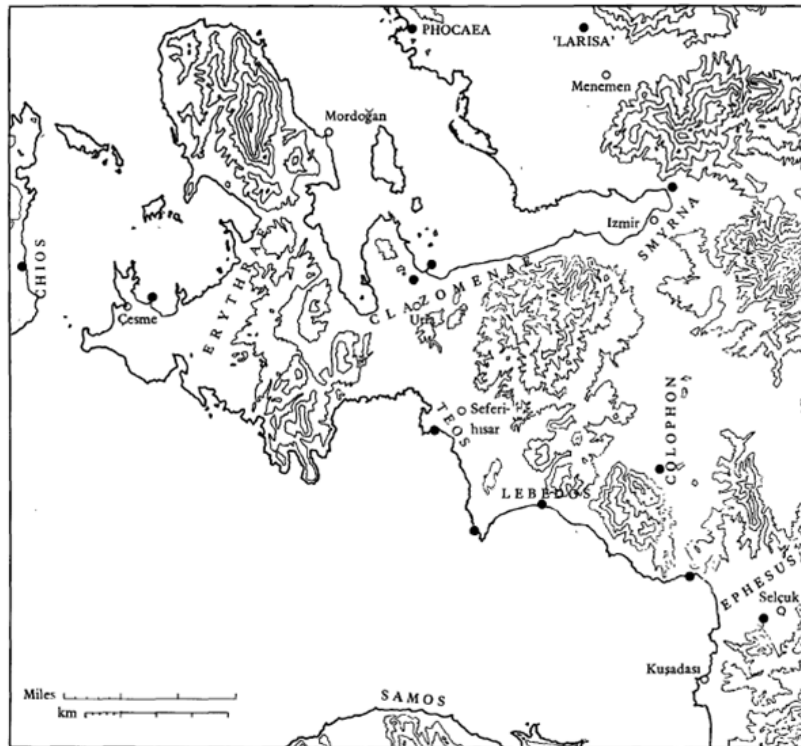 PHOCAEA
'LARISA'
Menemen
Mordoğan
Izmir
SMYRNA
CHIOS
ERYTHRAE
CLAZOMENAE
Urla
Çesme
TEOS
Seferi-
hısar
COLOPHON
LEBEDOS
EPHESUS
Selçuk
Kuşadası
SAMOS
Miles
km